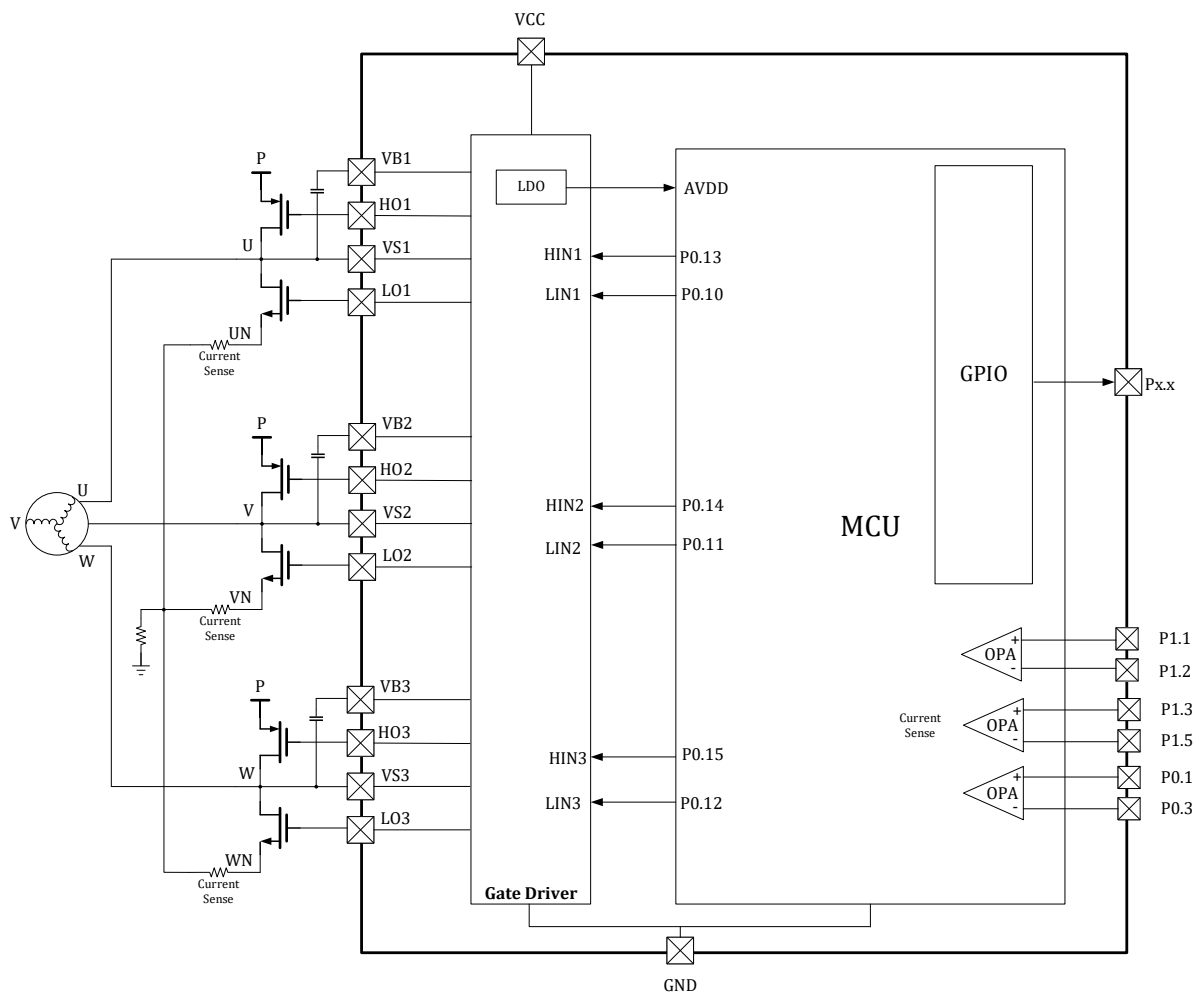 VCC
P
VB1
LDO
AVDD
HO1
U
VS1
HIN1
P0.13
LO1
LIN1
P0.10
UN
Current
Sense
GPIO
Px.x
P
VB2
HO2
U
V
V
VS2
HIN2
P0.14
MCU
W
LO2
LIN2
P0.11
VN
Current
Sense
+
OPA
-
P1.1
P1.2
P
VB3
Current
Sense
+
OPA
-
P1.3
P1.5
HO3
W
VS3
HIN3
P0.15
+
OPA
-
P0.1
P0.3
LO3
LIN3
P0.12
WN
Current
Sense
Gate Driver
GND